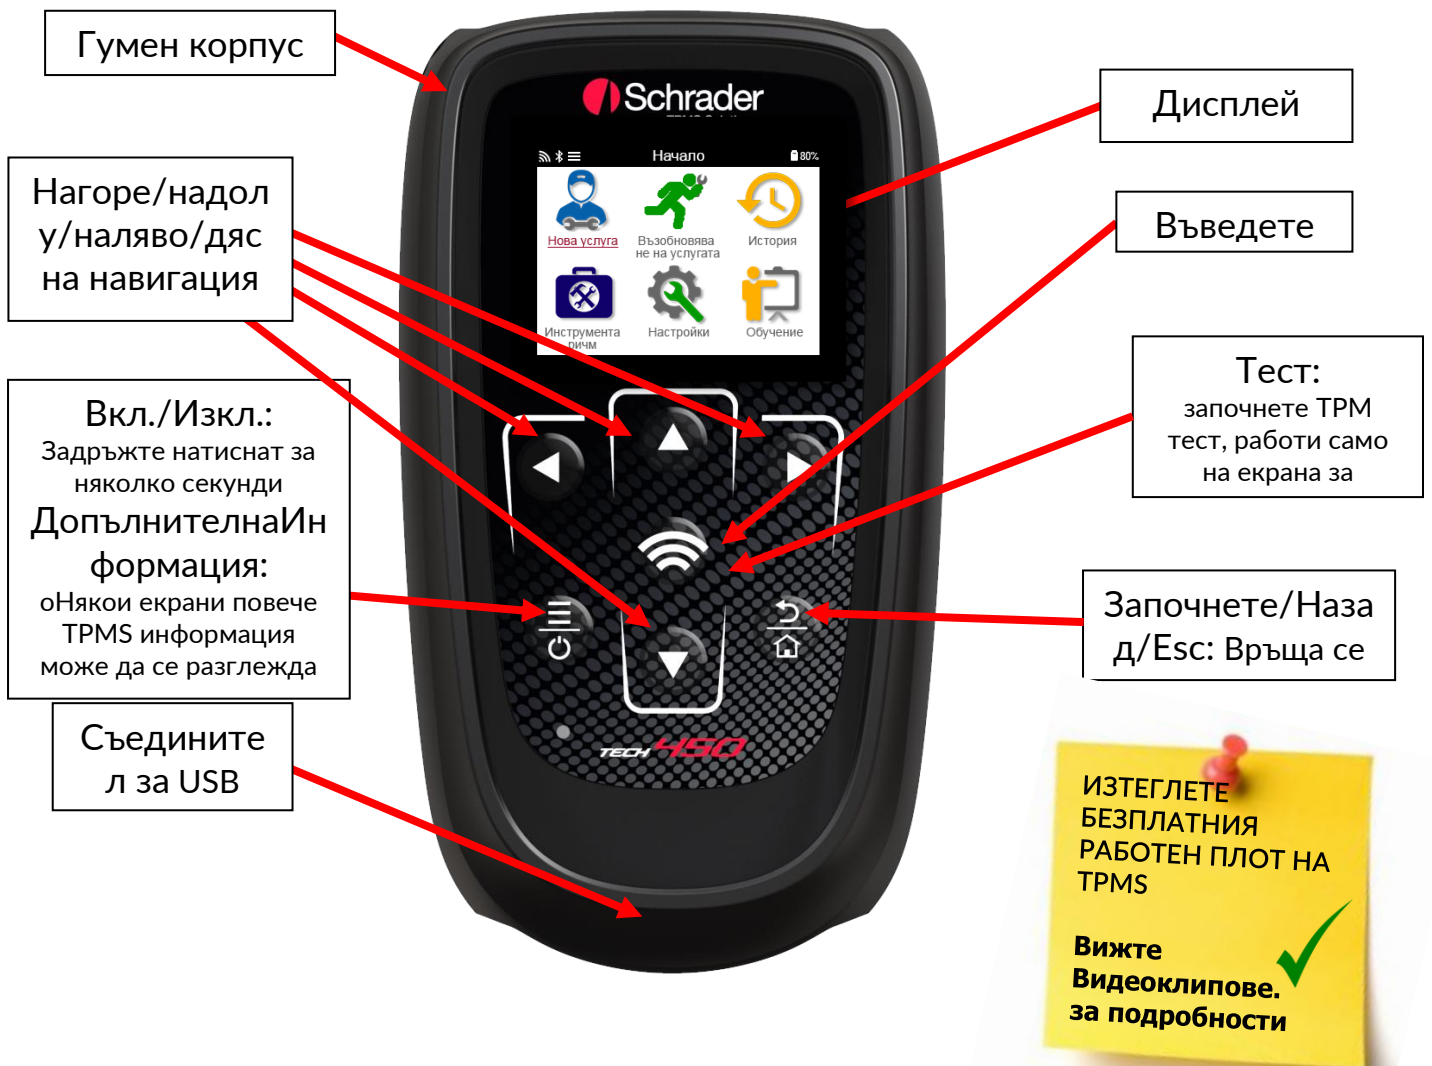 Гумен корпус
Schrader
Дисплей
Начало
80%
Нагоре/надол
у/наляво/дяс
на навигация
Въведете
Нова услуга
Възобновява
не на услугата
История
Инструмента
Настройки
Обучение
Тест:
започнете TPM
тест, работи само
на екрана за
Вкл./Изкл.:
Задръжте натиснат за
няколко секунди
ДопълнителнаИн
формация:
оНякои екрани повече
TPMS информация
може да се разглежда
Започнете/Наза
д/Esc: Връща се
Съедините
л за USB
TECH 450
ИЗТЕГЛЕТЕ
БЕЗПЛАТНИЯ
РАБОТЕН ПЛОТ НА
TPMS
Вижте
Видеоклипове.
за подробности